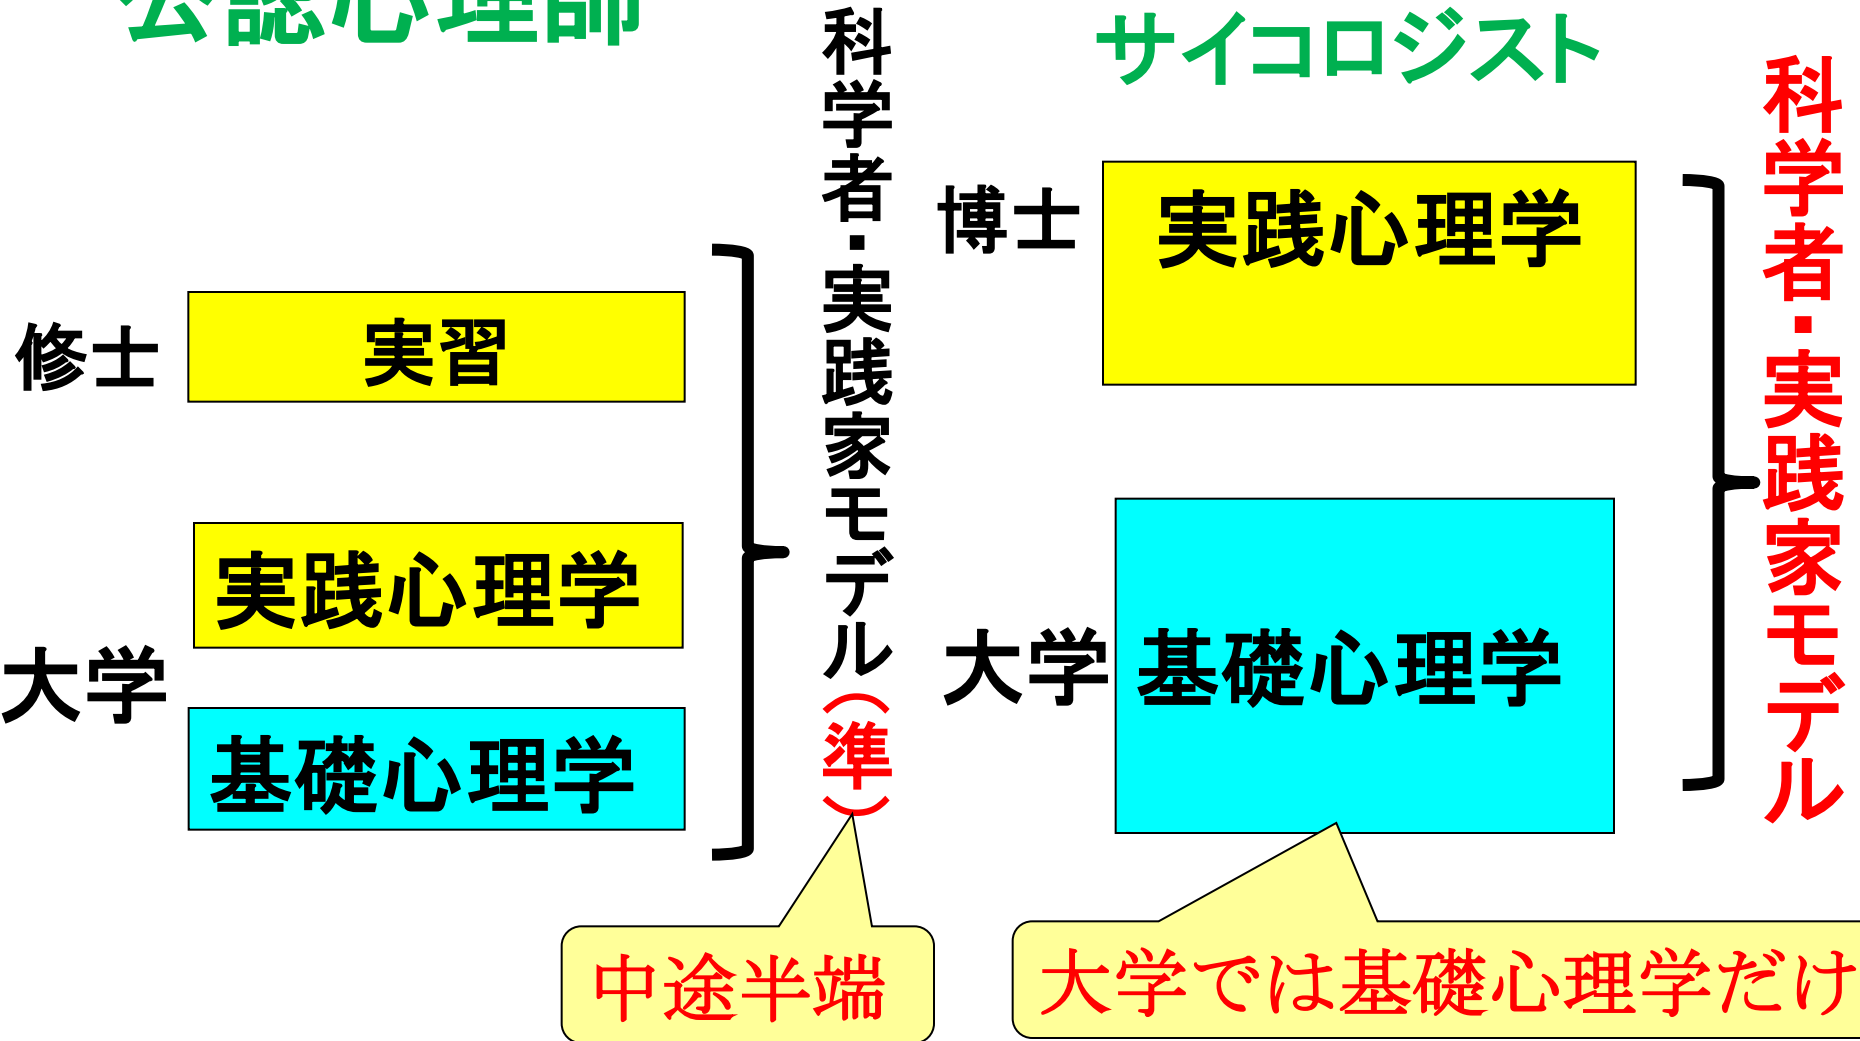 公認心理師
修士
実習
大学
実践心理学
基礎心理学
科学者・実践家モデル(準)
中途半端
サイコロジスト
博士
実践心理学
大学
基礎心理学
科学者・実践家モデル
大学では基礎心理学だけ